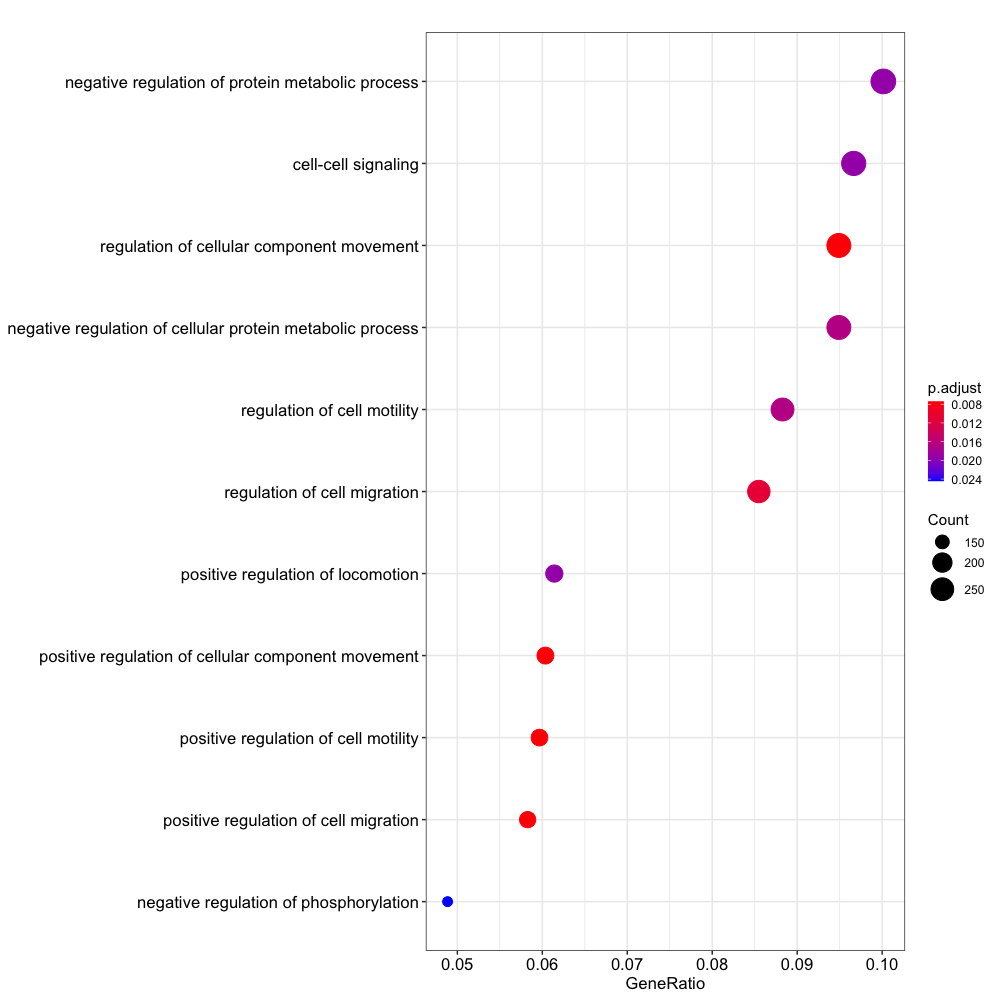 negative regulation of protein metabolic process
cell-cell signaling
regulation of cellular component movement
negative regulation of cellular protein metabolic process
regulation of cell motility
regulation of cell migration
positive regulation of locomotion
positive regulation of cellular component movement
positive regulation of cell motility
positive regulation of cell migration
negative regulation of phosphorylation
0.05 0.06 0.07 0.08 0.09 0.10
GeneRatio
p.adjust
0.008
0.012
0.016
0.020
0.024
Count
150
200
250